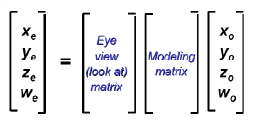 xe
ye
ze
we
=
Eye
view
(look at)
matrix
Modeling
matrix
xo
yo
zo
wo